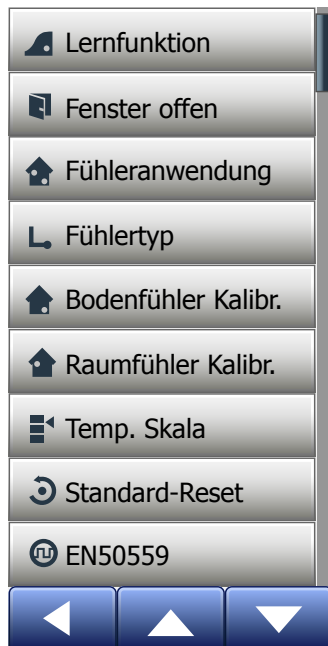 Lernfunktion
Fenster offen
Fühleranwendung
Fühlertyp
Bodenfühler Kalibr.
Raumfühler Kalibr.
Temp. Skala
Standard-Reset
EN50559